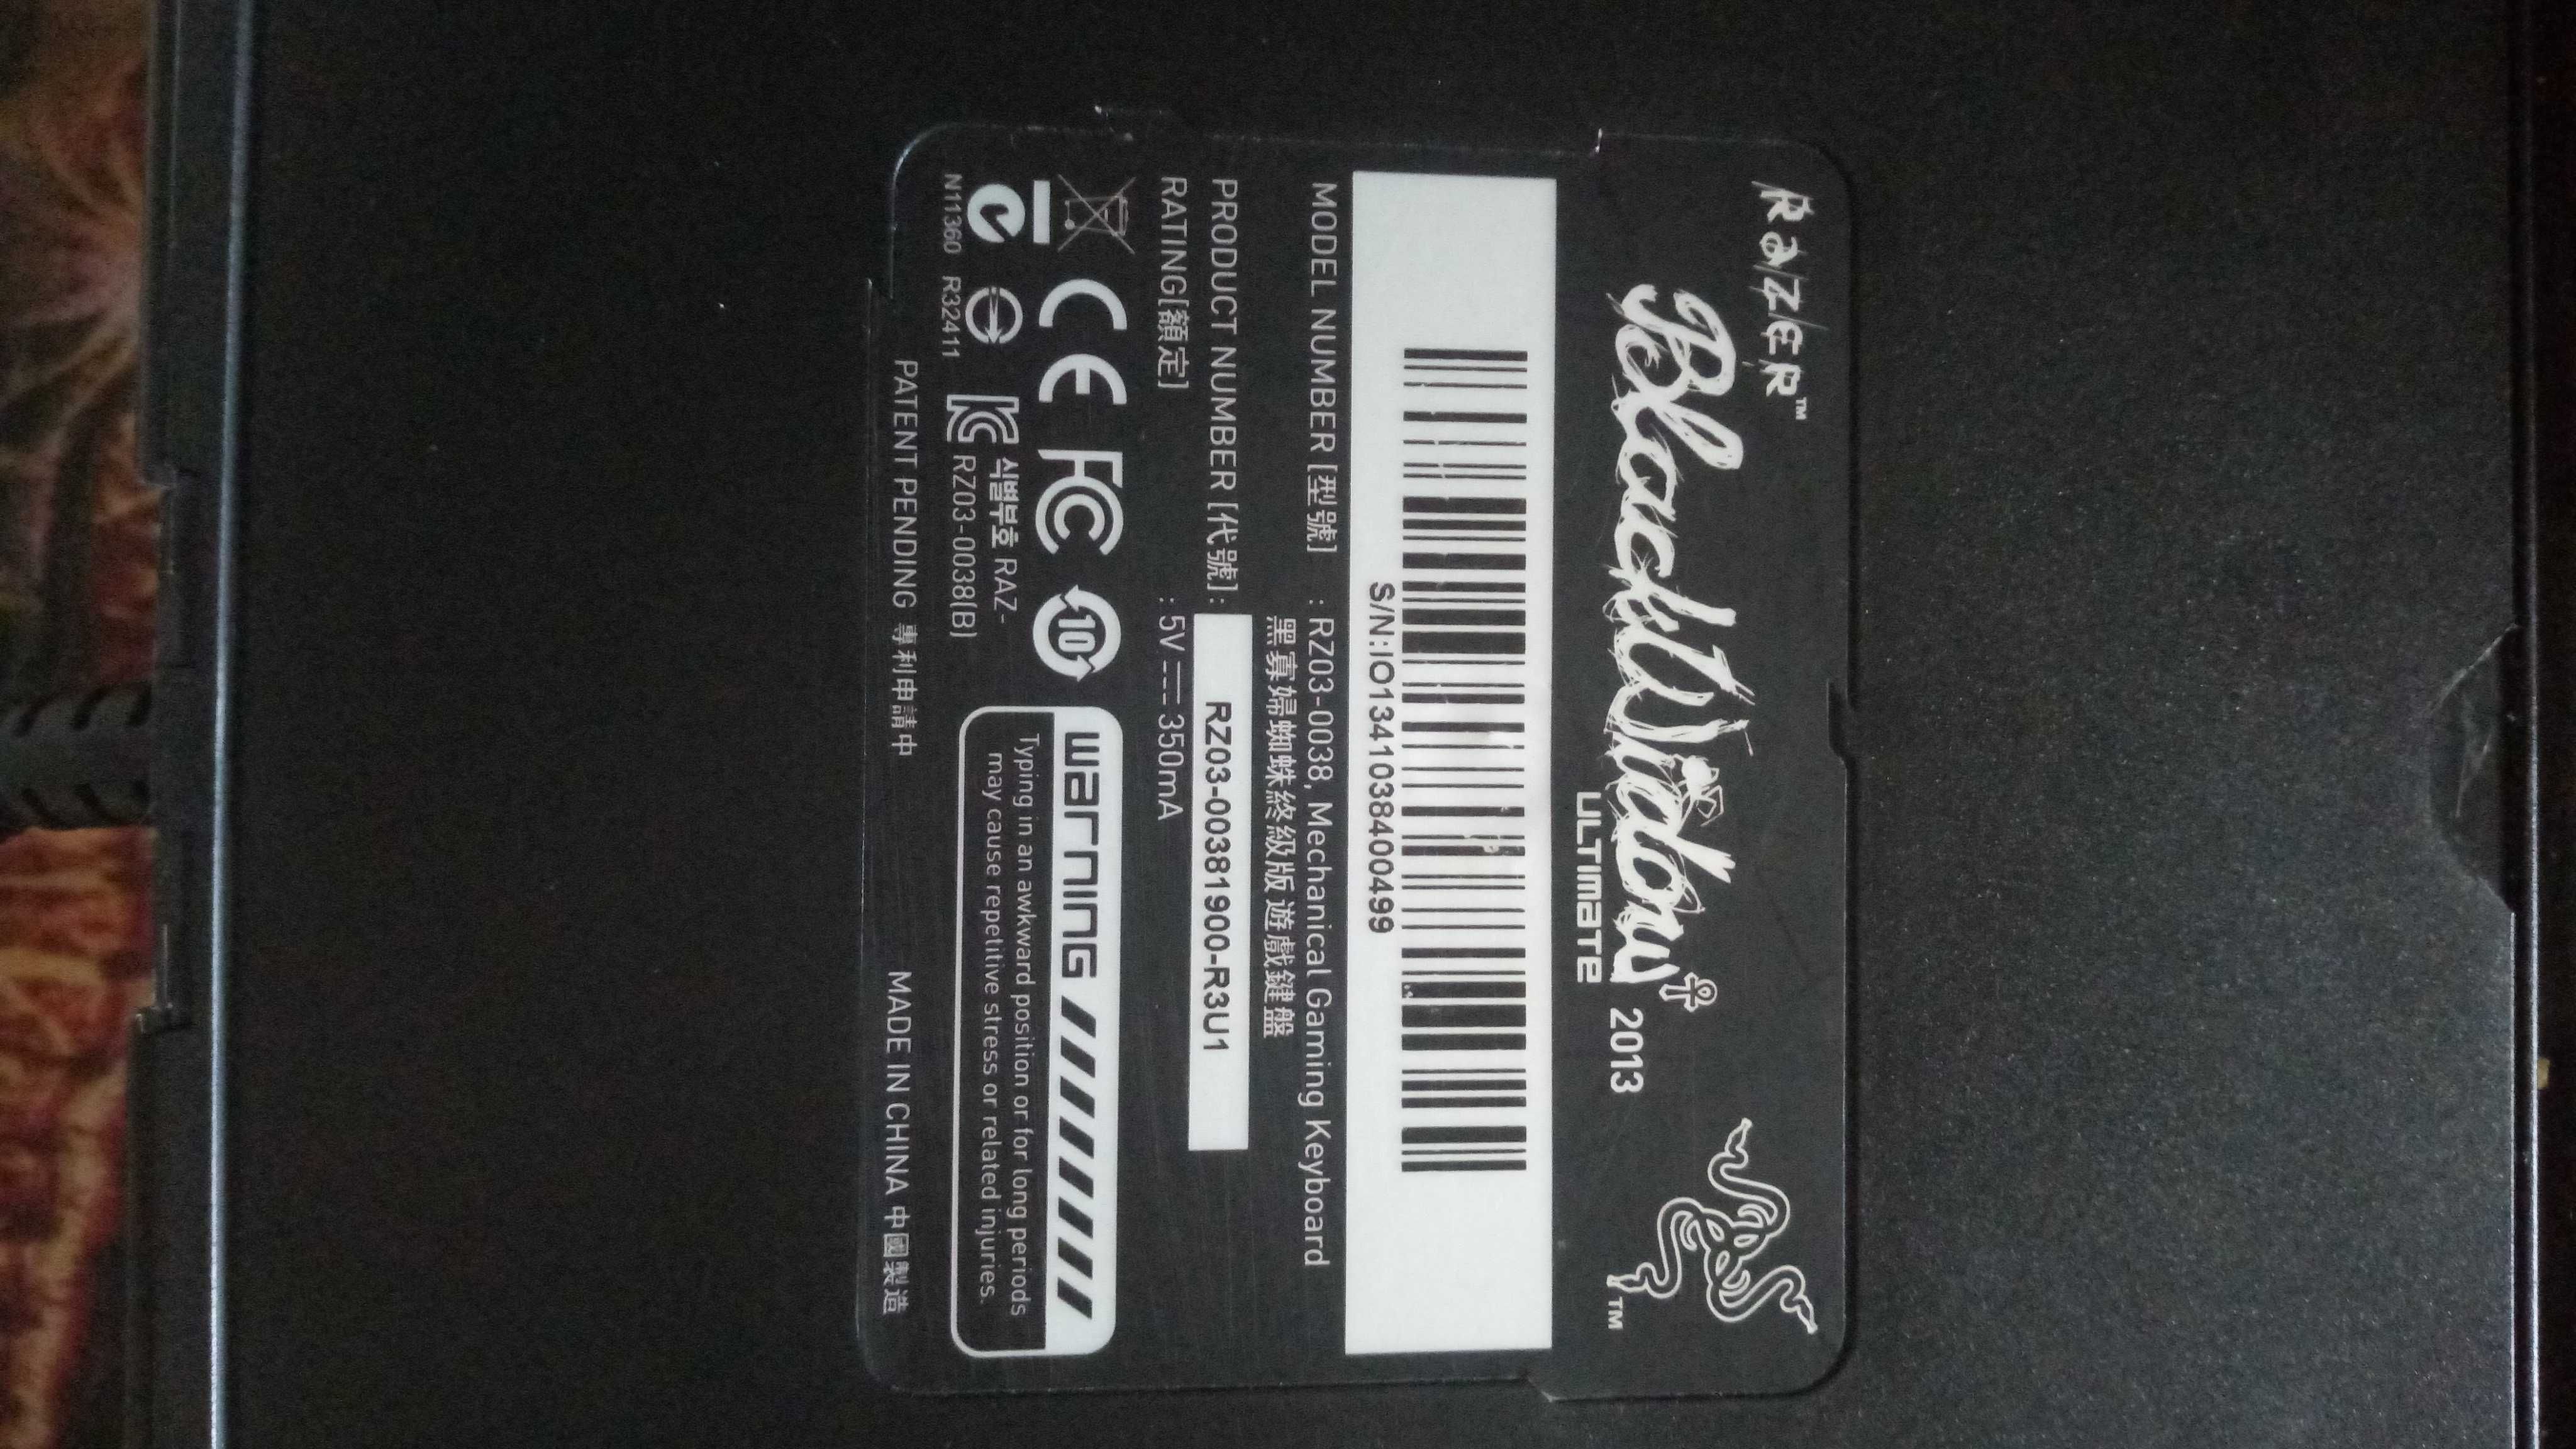 RaZER™
BlackWidow
ULTIMATE 2013
™
S/N:IO1341038400499
MODEL NUMBER [型號] : RZ03-0038, Mechanical Gaming Keyboard
黑寡婦蜘蛛終級版遊戲鍵盤
PRODUCT NUMBER [代號] : RZ03-00381900-R3U1
RATING[額定] : 5V 350mA
CE FC 10
N11360 R32411
식별부호 RAZ-
RZ03-0038(B)
WARNING
Typing in an awkward position or for long periods
may cause repetitive stress or related injuries.
PATENT PENDING 專利申請中 MADE IN CHINA 中國製造